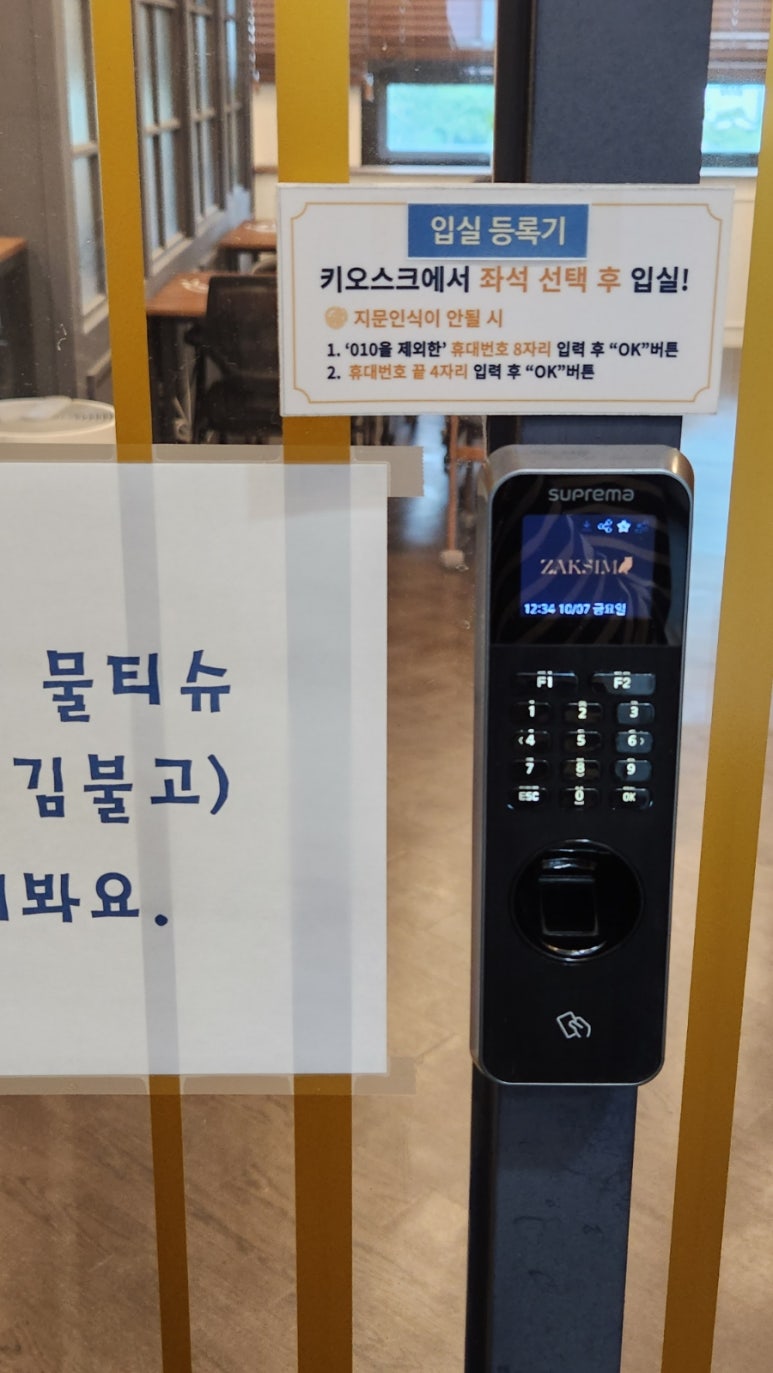 입실 등록기
키오스크에서 좌석 선택 후 입실!
지문인식이 안될 시
1. ‘010을 제외한’ 휴대번호 8자리 입력 후 “OK”버튼
2. 휴대번호 끝 4자리 입력 후 “OK”버튼
suprema
ZAKSIM
12:34 10/07 금요일
F1 F2
1 2 3
‹4 5 6›
7 8 9
ESC 0 OK
물티슈
김불고)
봐요.